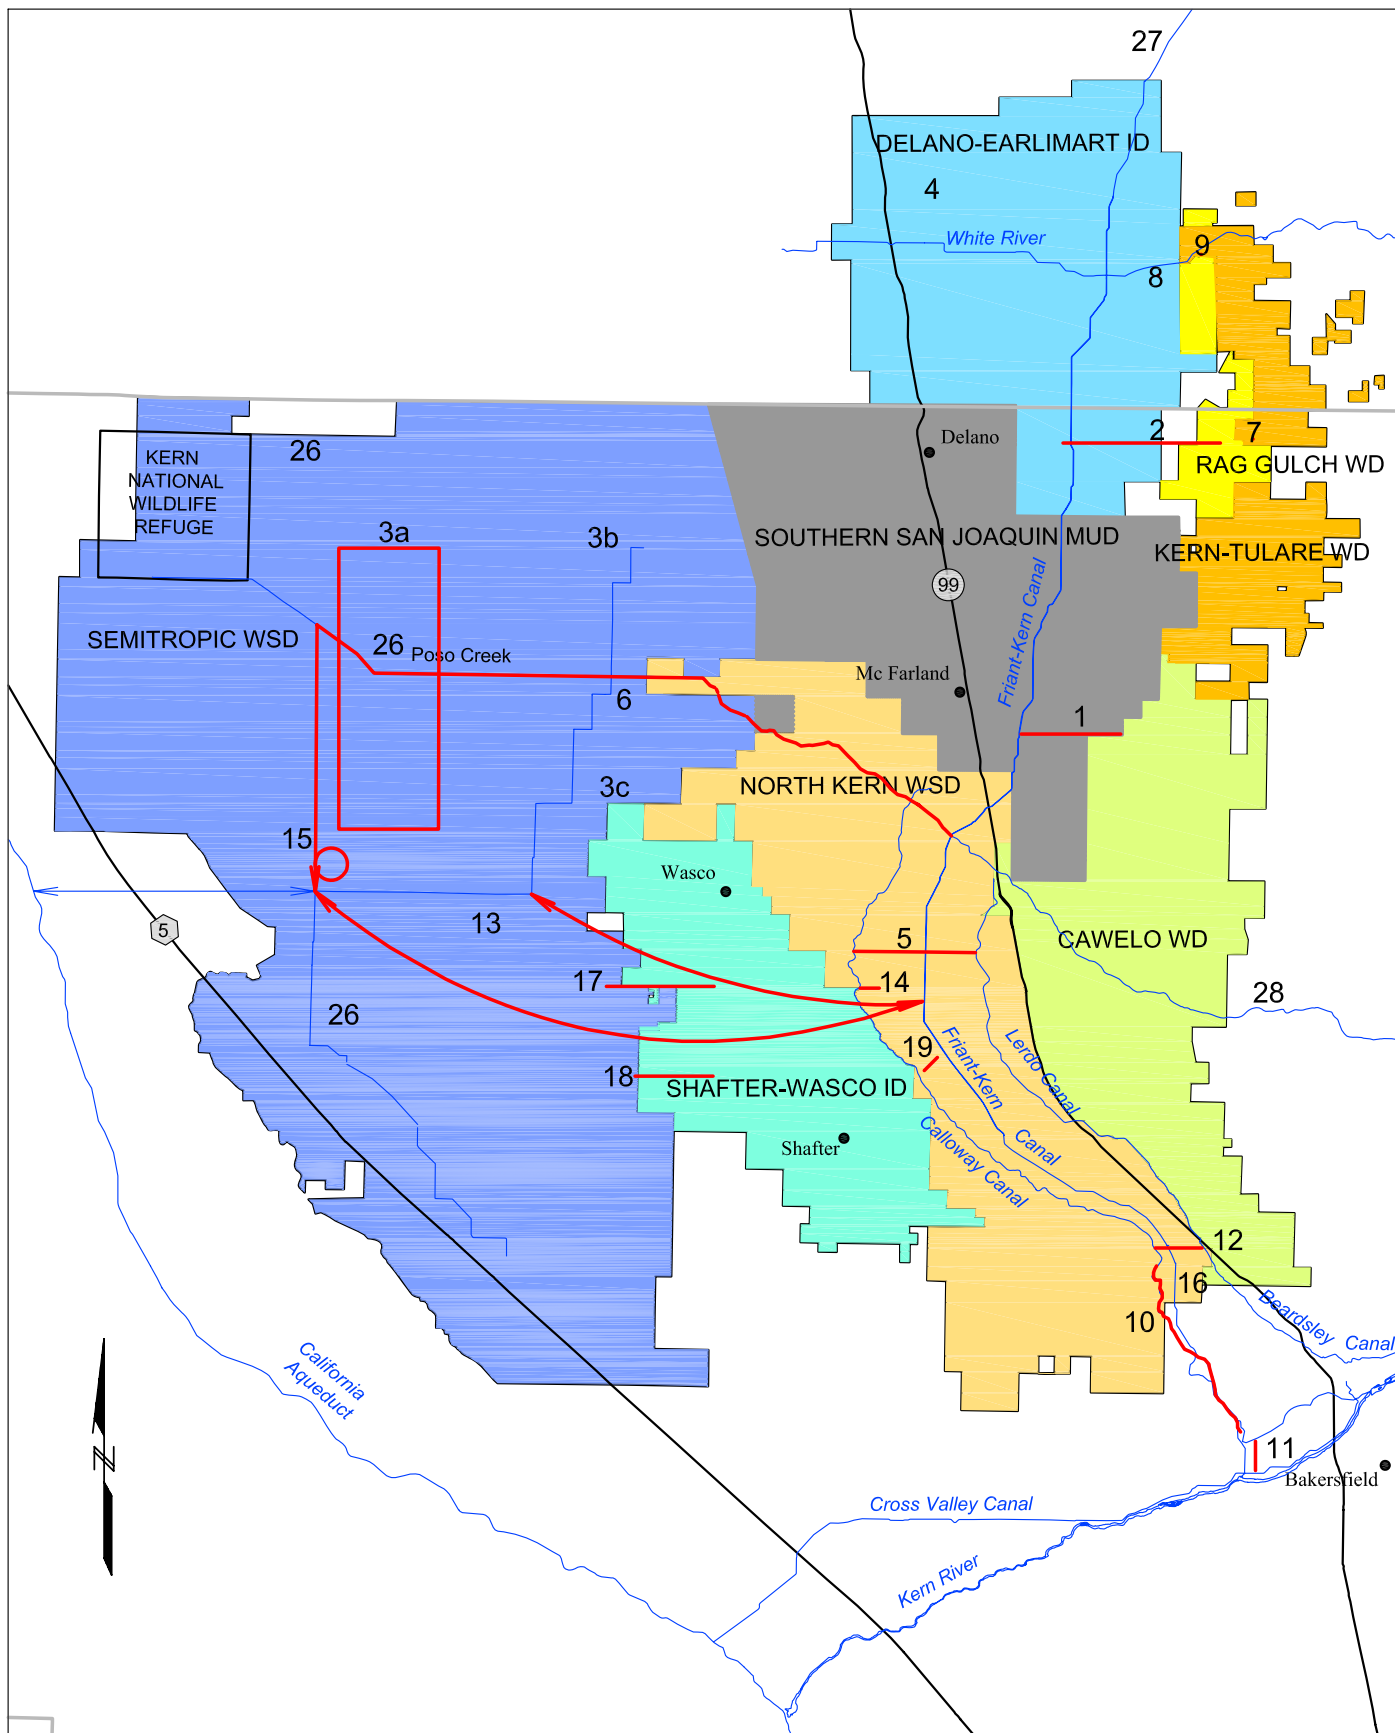 27
DELANO-EARLIMART ID
4
White River
9
8
Delano
2
7
RAG GULCH WD
26
KERN
NATIONAL
WILDLIFE
REFUGE
3a
3b
SOUTHERN SAN JOAQUIN MUD
KERN-TULARE WD
99
Friant-Kern Canal
SEMITROPIC WSD
26
Poso Creek
Mc Farland
6
1
3c
NORTH KERN WSD
15
Wasco
13
5
5
CAWELO WD
17
14
28
26
19
Friant-Kern
Canal
Lerdo Canal
18
SHAFTER-WASCO ID
Calloway Canal
Shafter
12
16
10
Beardsley Canal
California
Aqueduct
N
11
Bakersfield
Cross Valley Canal
Kern River